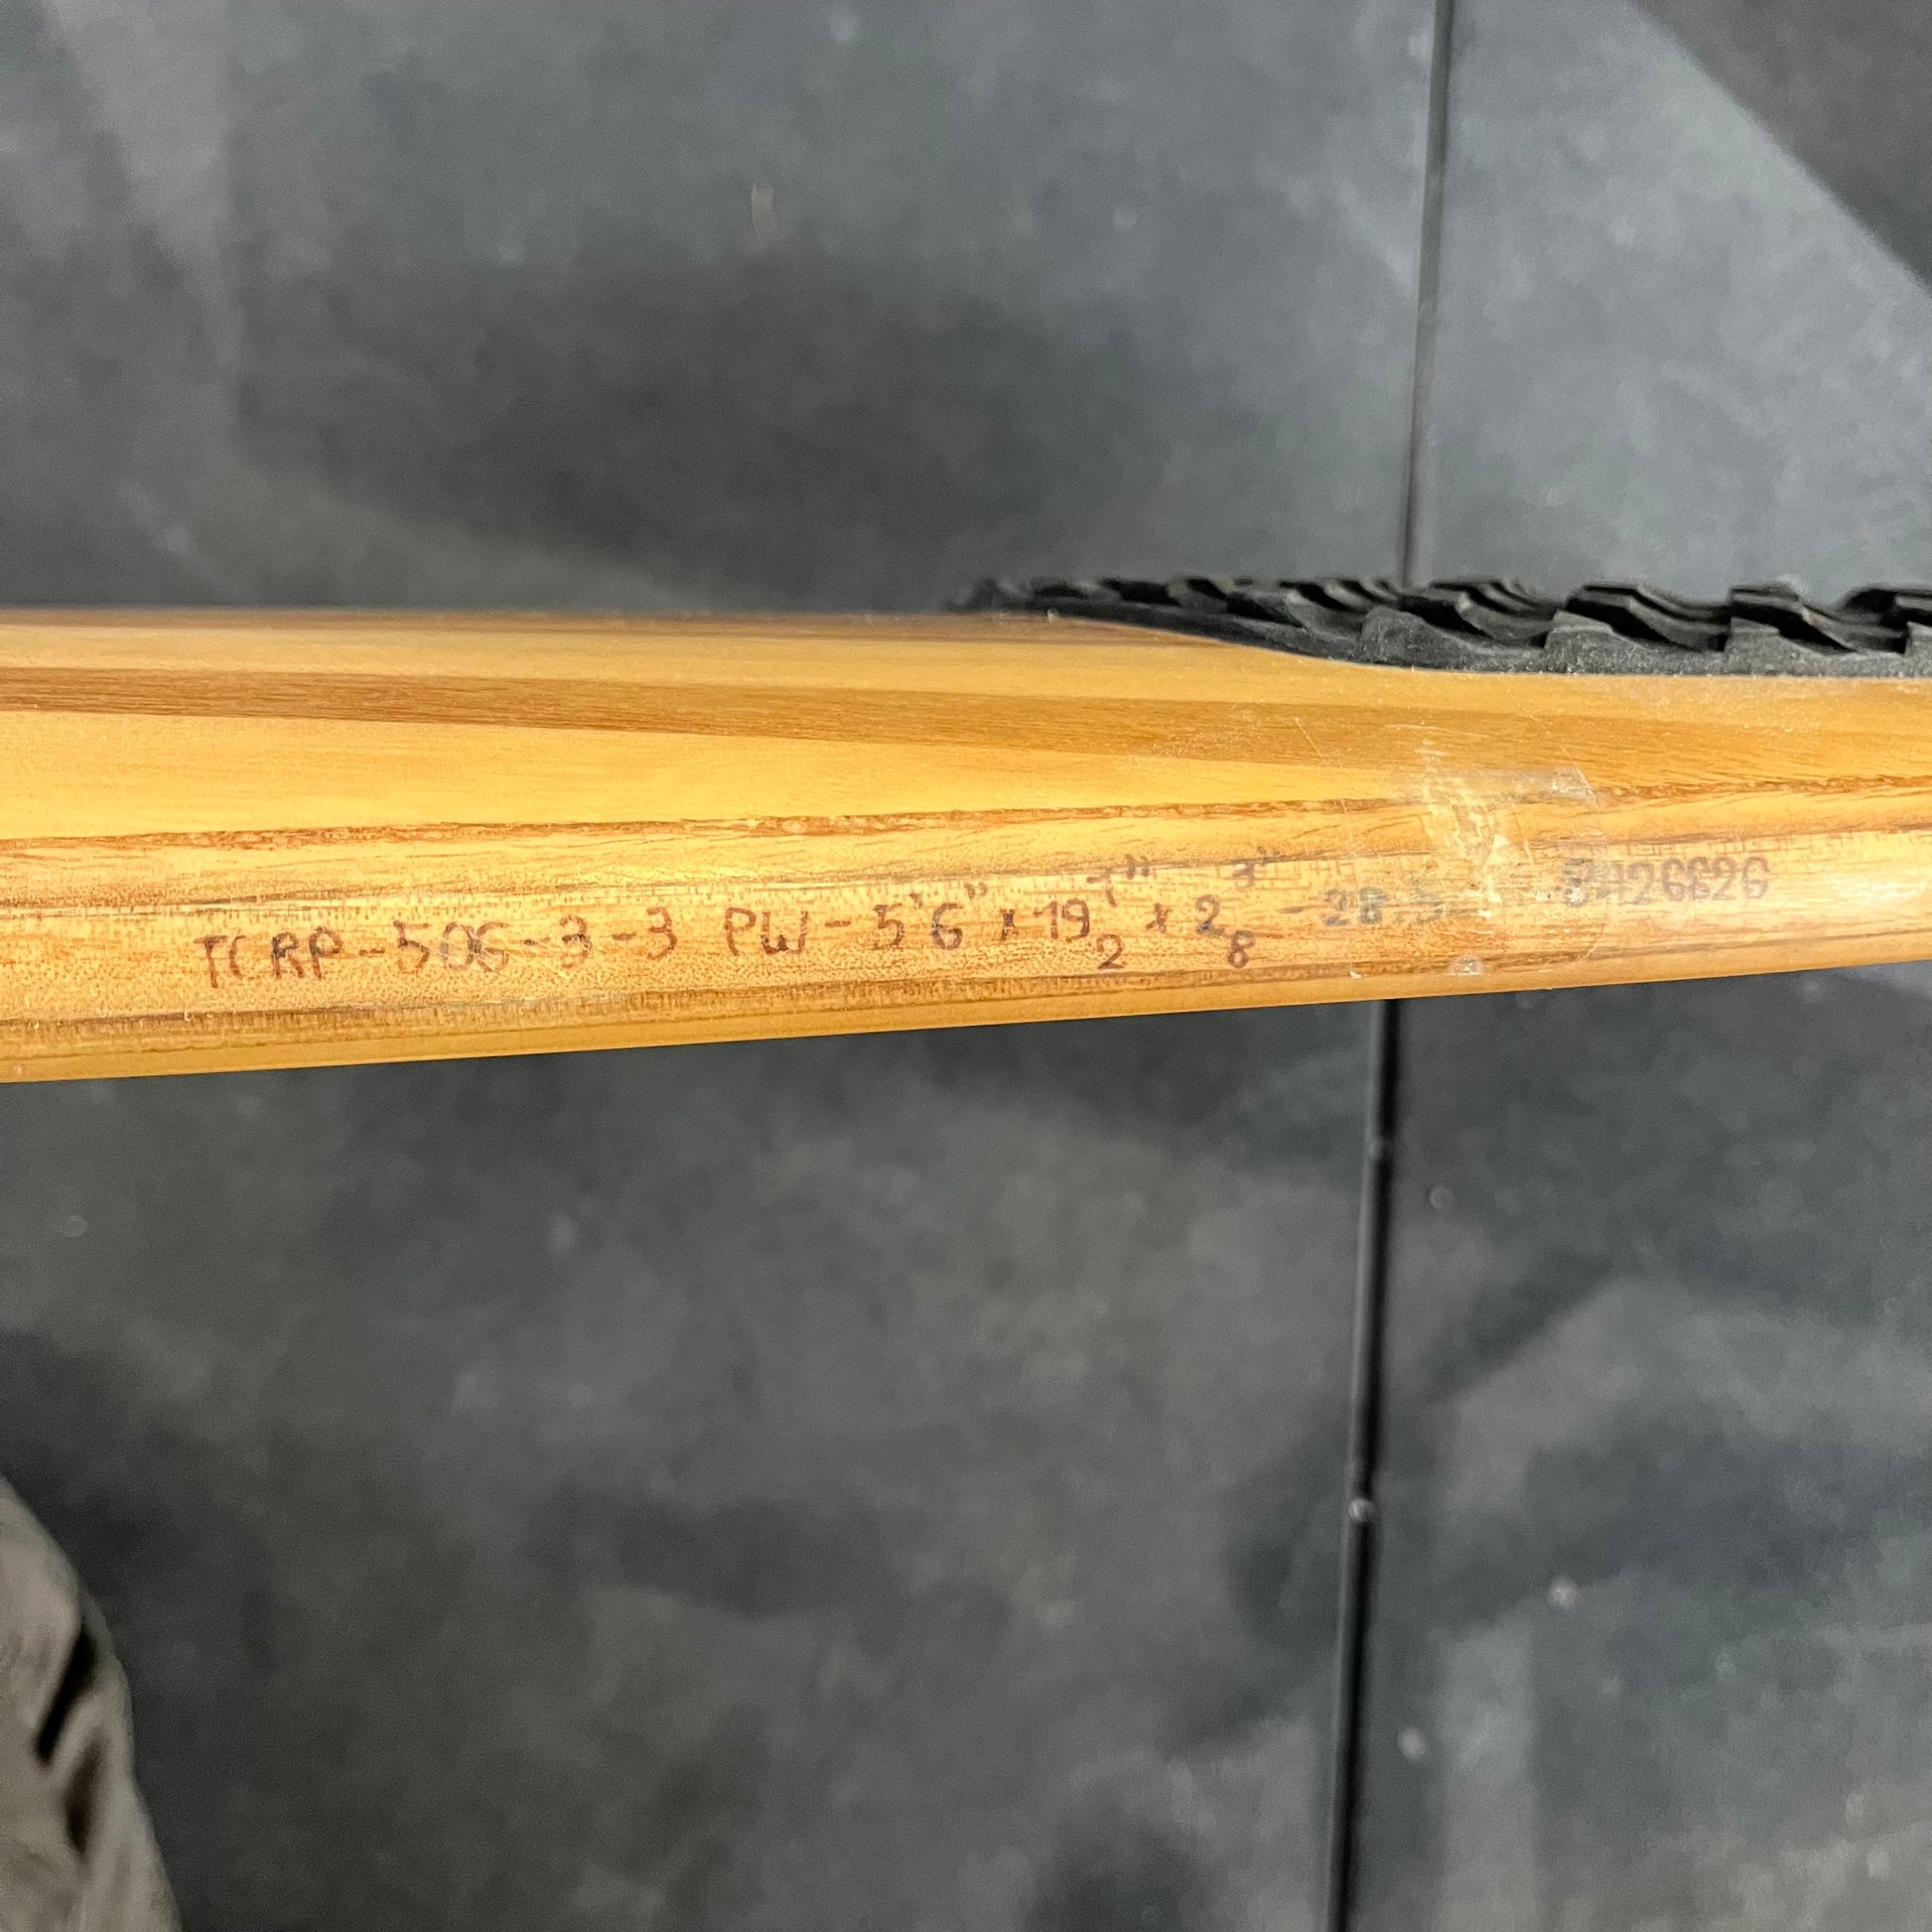 TCRP-506-3-3 PW-5'6" x 19 1/2" x 2 3/8" - 28.5